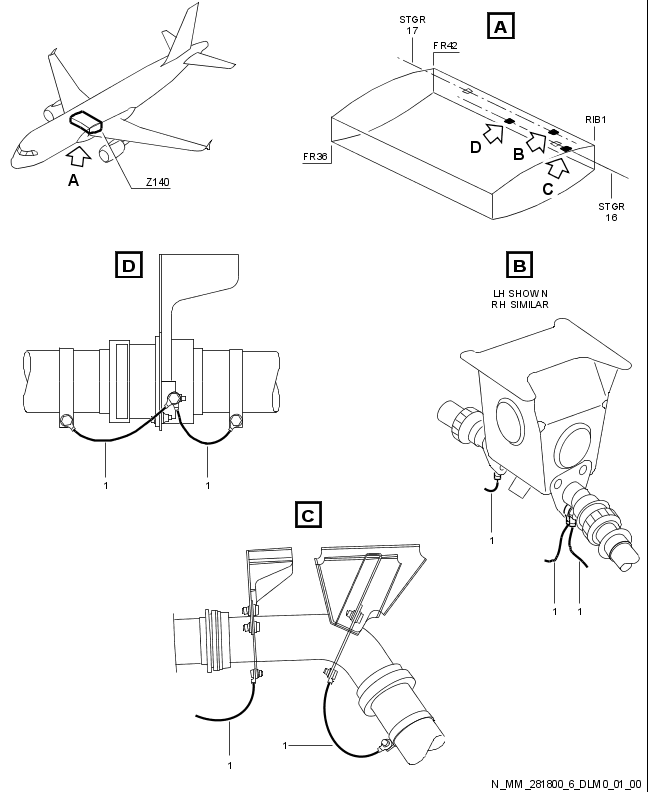 A
STGR
17
FR42
RIB1
D
B
C
FR36
STGR
16
A
Z140
D
B
LH SHOWN
RH SIMILAR
1
1
1
1
1
C
1
1
N_MM_281800_6_DLM0_01_00